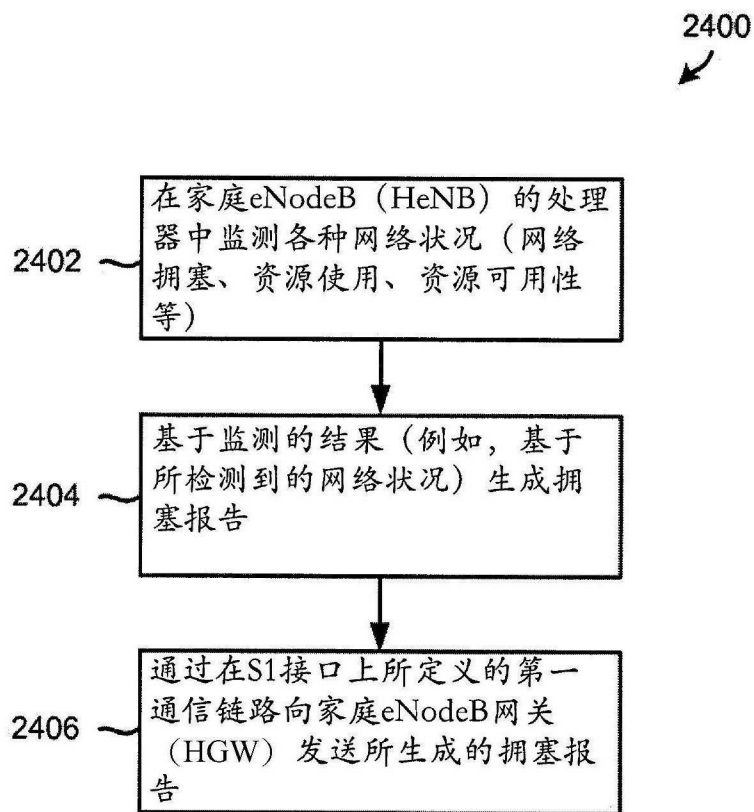 2400
2402
在家庭eNodeB（HeNB）的处理
器中监测各种网络状况（网络
拥塞、资源使用、资源可用性
等）
2404
基于监测的结果（例如，基于
所检测到的网络状况）生成拥
塞报告
2406
通过在S1接口上所定义的第一
通信链路向家庭eNodeB网关
（HGW）发送所生成的拥塞报
告